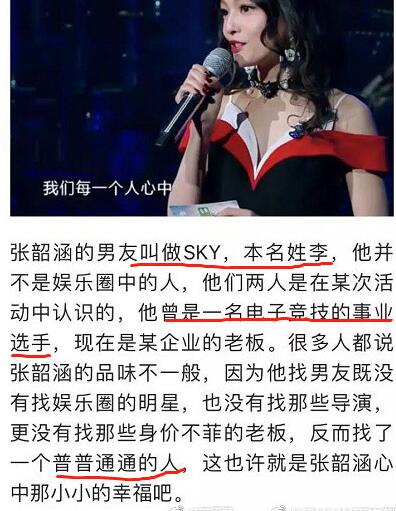 我们每一个人心中
张韶涵的男友叫做SKY，本名姓李，他并
不是娱乐圈中的人，他们两人是在某次活
动中认识的，他曾是一名电子竞技的事业
选手，现在是某企业的老板。很多人都说
张韶涵的品味不一般，因为他找男友既没
有找娱乐圈的明星，也没有找那些导演，
更没有找那些身价不菲的老板，反而找了
一个普普通通的人，这也许就是张韶涵心
中那小小的幸福吧。